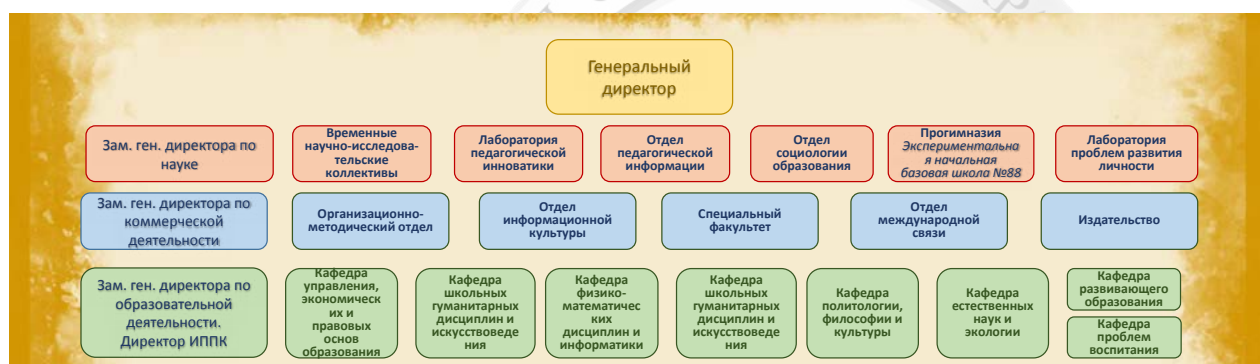 Генеральный
директор
Зам. ген. директора по
науке
Временные
научно-исследова-
тельские
коллективы
Лаборатория
педагогической
инноватики
Отдел
педагогической
информации
Отдел
социологии
образования
Прогимназия
Экспериментальна
я начальная
базовая школа №88
Лаборатория
проблем развития
личности
Зам. ген. директора по
коммерческой
деятельности
Организационно-
методический отдел
Отдел
информационной
культуры
Специальный
факультет
Отдел
международной
связи
Издательство
Зам. ген. директора по
образовательной
деятельности.
Директор ИППК
Кафедра
управления,
экономическ
их и
правовых
основ
образования
Кафедра
школьных
гуманитарных
дисциплин и
искусствоведе
ния
Кафедра
физико-
математичес
ких
дисциплин и
информатики
Кафедра
школьных
гуманитарных
дисциплин и
искусствоведе
ния
Кафедра
политологии,
философии и
культуры
Кафедра
естественных
наук и
экологии
Кафедра
развивающего
образования
Кафедра
проблем
воспитания